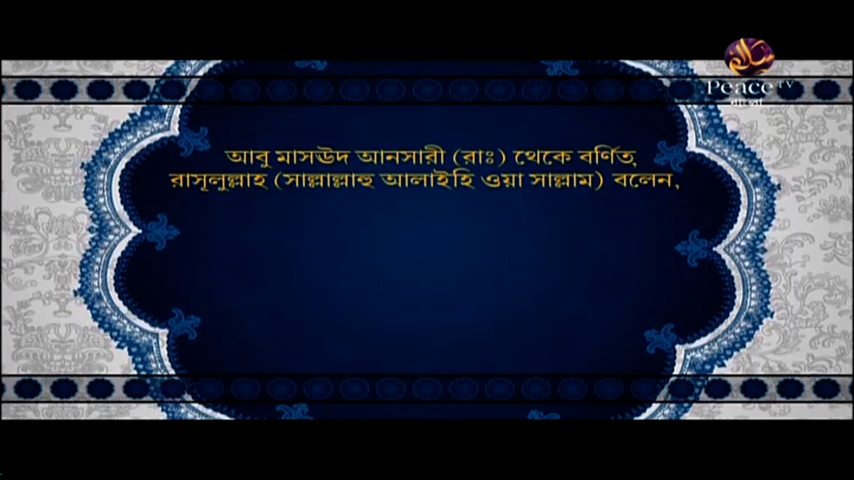 Peace TV
বাংলা
আবু মাসঊদ আনসারী (রাঃ) থেকে বর্ণিত,
রাসূলুল্লাহ (সাল্লাল্লাহু আলাইহি ওয়া সাল্লাম) বলেন,